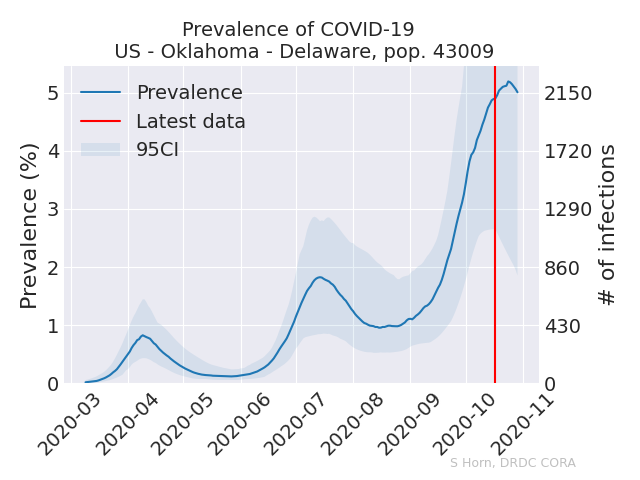 Prevalence of COVID-19
US - Oklahoma - Delaware, pop. 43009
Prevalence
Latest data
95CI
Prevalence (%)
5
4
3
2
1
0
2150
1720
1290
860
430
0
# of infections
2020-03
2020-04
2020-05
2020-06
2020-07
2020-08
2020-09
2020-10
2020-11
S Horn, DRDC CORA